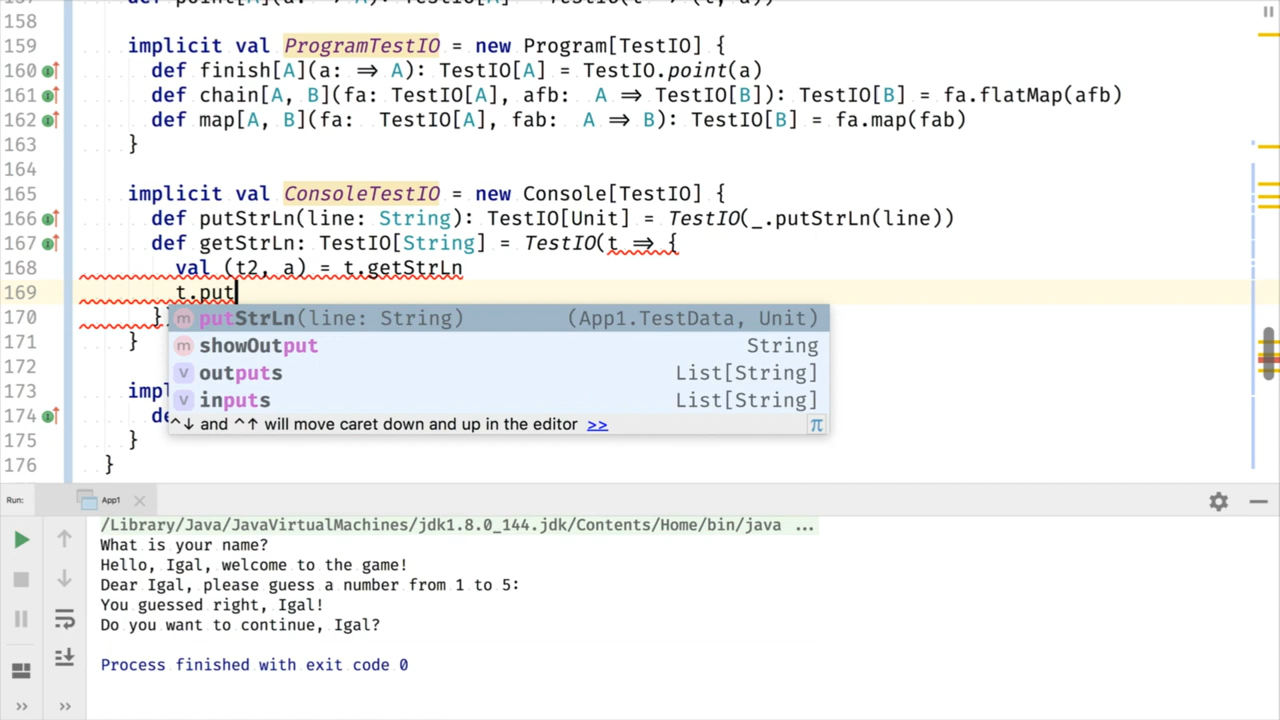 157 def point[A](a: ⇒ A): TestIO[A] = TestIO(t ⇒ (t, a))
158
159 implicit val ProgramTestIO = new Program[TestIO] {
160 def finish[A](a: ⇒ A): TestIO[A] = TestIO.point(a)
161 def chain[A, B](fa: TestIO[A], afb: A ⇒ TestIO[B]): TestIO[B] = fa.flatMap(afb)
162 def map[A, B](fa: TestIO[A], fab: A ⇒ B): TestIO[B] = fa.map(fab)
163 }
164
165 implicit val ConsoleTestIO = new Console[TestIO] {
166 def putStrLn(line: String): TestIO[Unit] = TestIO(_.putStrLn(line))
167 def getStrLn: TestIO[String] = TestIO(t ⇒ {
168 val (t2, a) = t.getStrLn
169 t.put
170 })
putStrLn(line: String) (App1.TestData, Unit)
171 }
showOutput String
172
outputs List[String]
173 imp
inputs List[String]
174 de
^↓ and ^↑ will move caret down and up in the editor >> π
175 }
176 }
Run: App1
/Library/Java/JavaVirtualMachines/jdk1.8.0_144.jdk/Contents/Home/bin/java ...
What is your name?
Hello, Igal, welcome to the game!
Dear Igal, please guess a number from 1 to 5:
You guessed right, Igal!
Do you want to continue, Igal?
Process finished with exit code 0